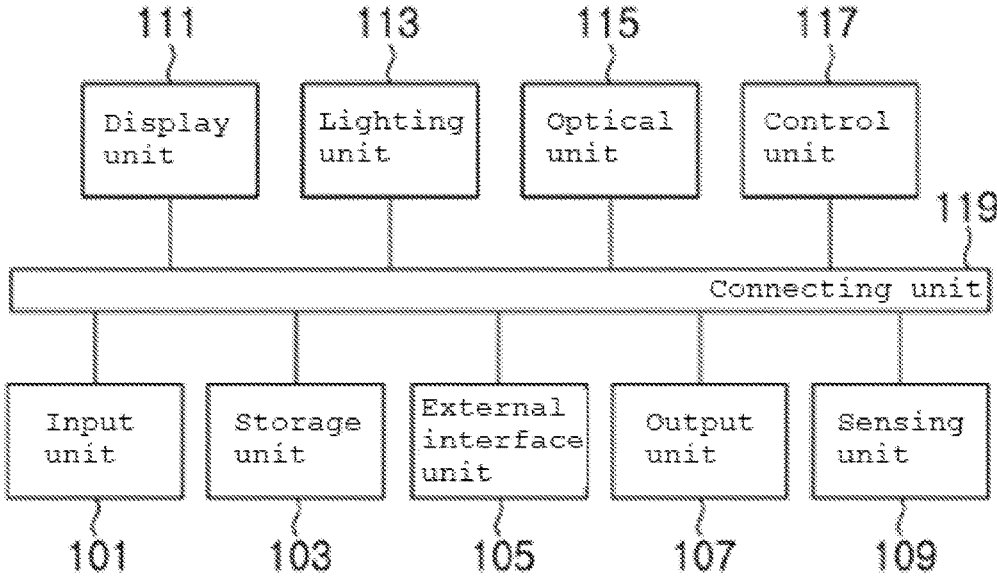 111 113 115 117
Display Lighting Optical Control
unit unit unit unit
119
Connecting unit
Input Storage External Output Sensing
unit unit interface unit unit
unit
101 103 105 107 109